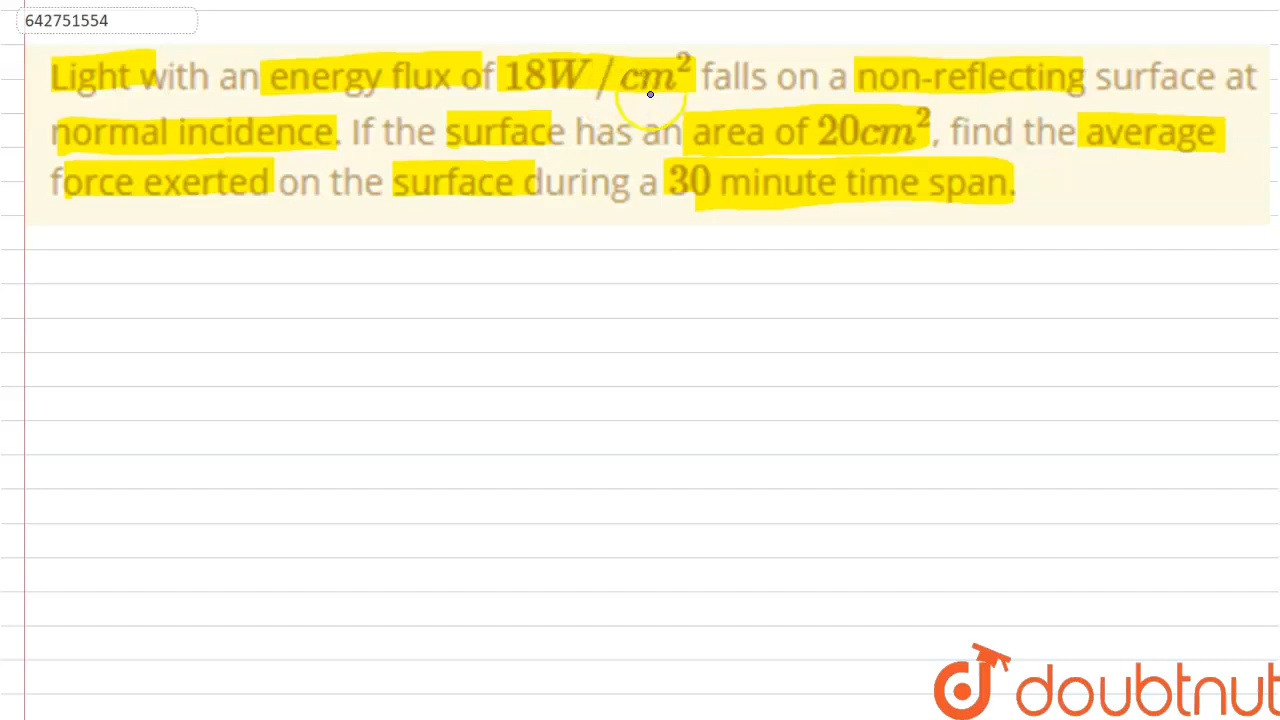 642751554
Light with an energy flux of 18W/cm² falls on a non-reflecting surface at
normal incidence. If the surface has an area of 20cm², find the average
force exerted on the surface during a 30 minute time span.
doubtnut